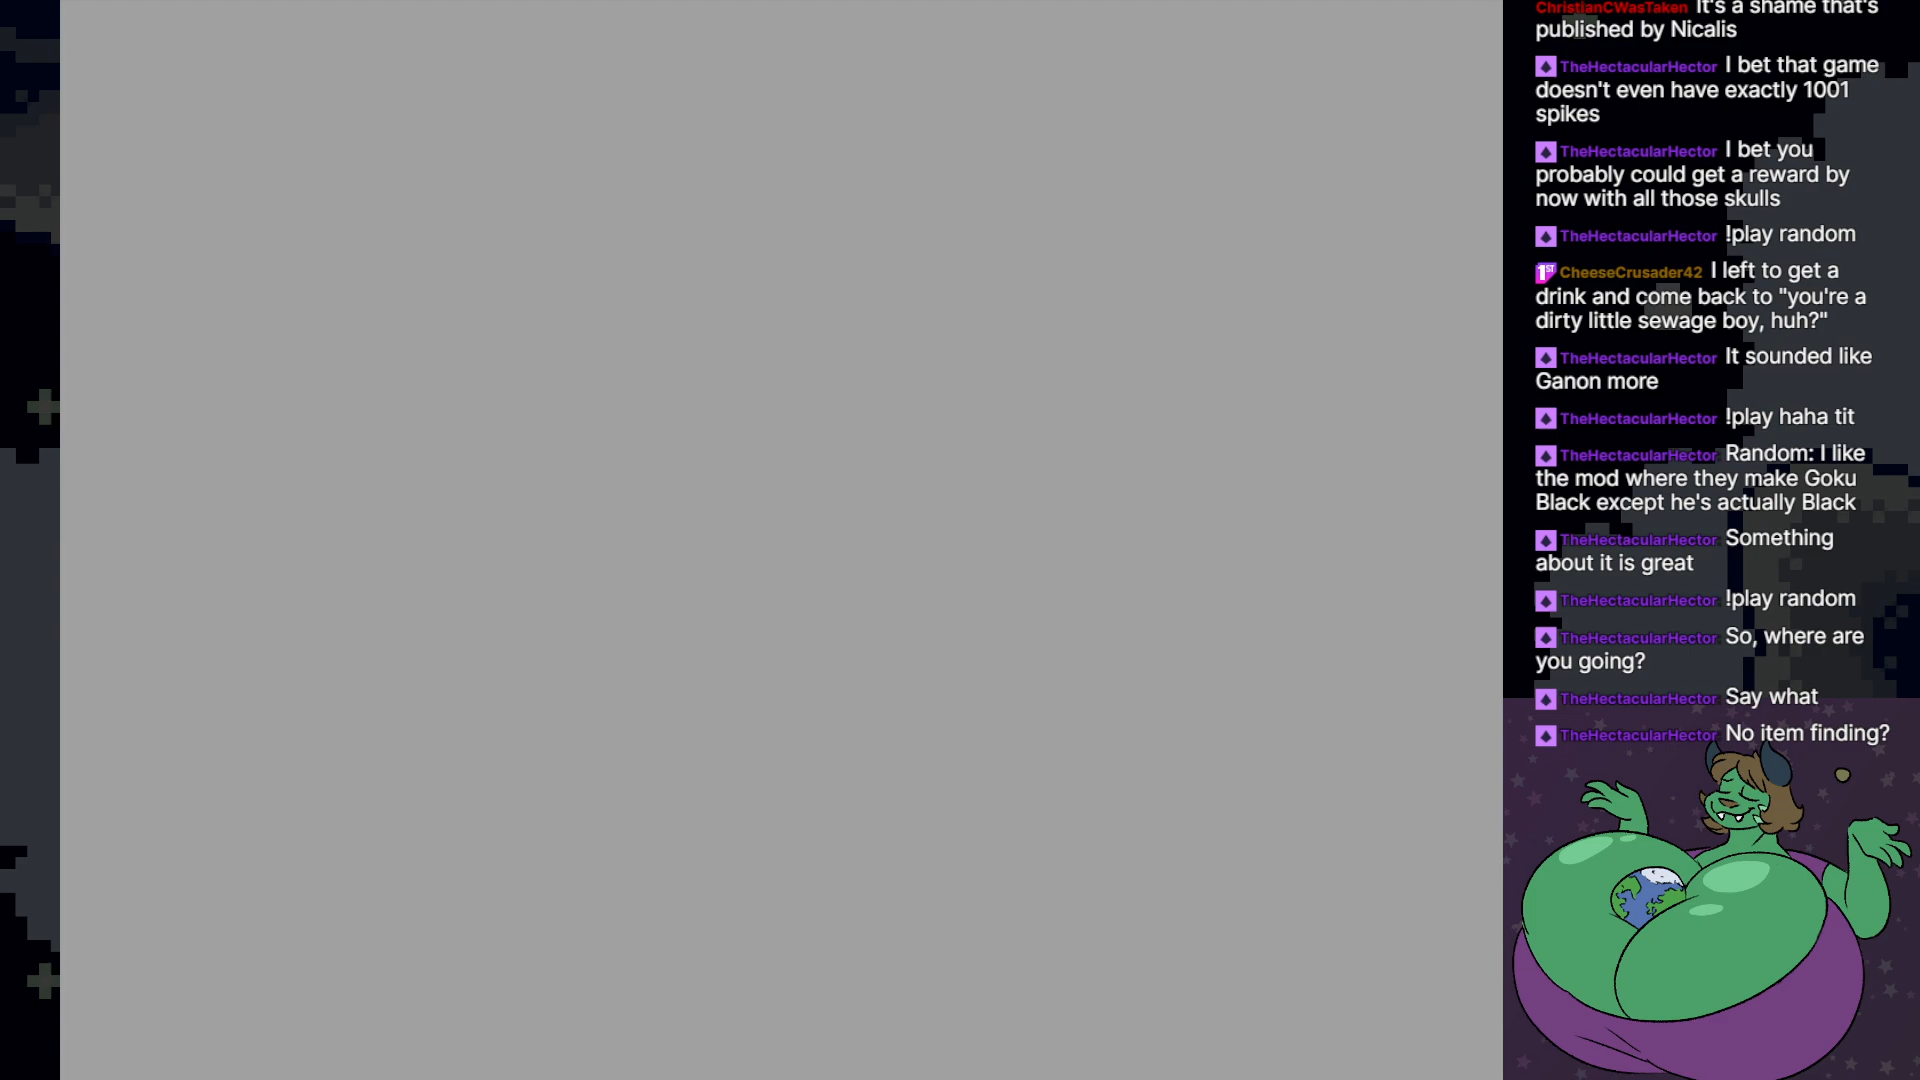 ChristianCWasTaken It's a shame that's
published by Nicalis
TheHectacularHector I bet that game
doesn't even have exactly 1001
spikes
TheHectacularHector I bet you
probably could get a reward by
now with all those skulls
TheHectacularHector !play random
1ST CheeseCrusader42 I left to get a
drink and come back to "you're a
dirty little sewage boy, huh?"
TheHectacularHector It sounded like
Ganon more
TheHectacularHector !play haha tit
TheHectacularHector Random: I like
the mod where they make Goku
Black except he's actually Black
TheHectacularHector Something
about it is great
TheHectacularHector !play random
TheHectacularHector So, where are
you going?
TheHectacularHector Say what
TheHectacularHector No item finding?